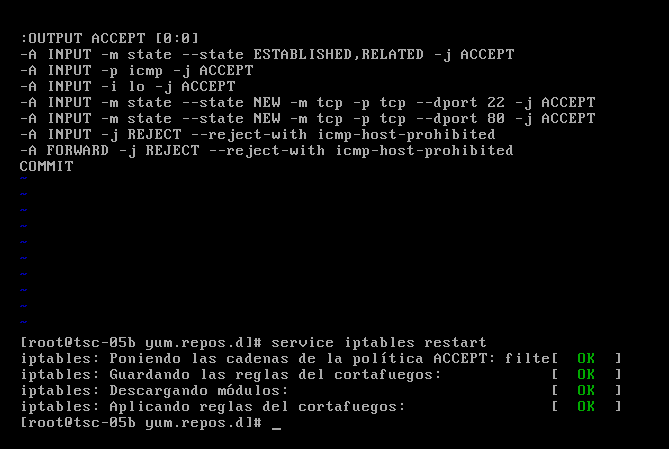 :OUTPUT ACCEPT [0:0]
-A INPUT -m state --state ESTABLISHED,RELATED -j ACCEPT
-A INPUT -p icmp -j ACCEPT
-A INPUT -i lo -j ACCEPT
-A INPUT -m state --state NEW -m tcp -p tcp --dport 22 -j ACCEPT
-A INPUT -m state --state NEW -m tcp -p tcp --dport 80 -j ACCEPT
-A INPUT -j REJECT --reject-with icmp-host-prohibited
-A FORWARD -j REJECT --reject-with icmp-host-prohibited
COMMIT
~
~
~
~
~
~
~
~
~
~
[root@tsc-05b yum.repos.d]# service iptables restart
iptables: Poniendo las cadenas de la política ACCEPT: filte[  OK  ]
iptables: Guardando las reglas del cortafuegos:            [  OK  ]
iptables: Descargando módulos:                             [  OK  ]
iptables: Aplicando reglas del cortafuegos:                [  OK  ]
[root@tsc-05b yum.repos.d]# _